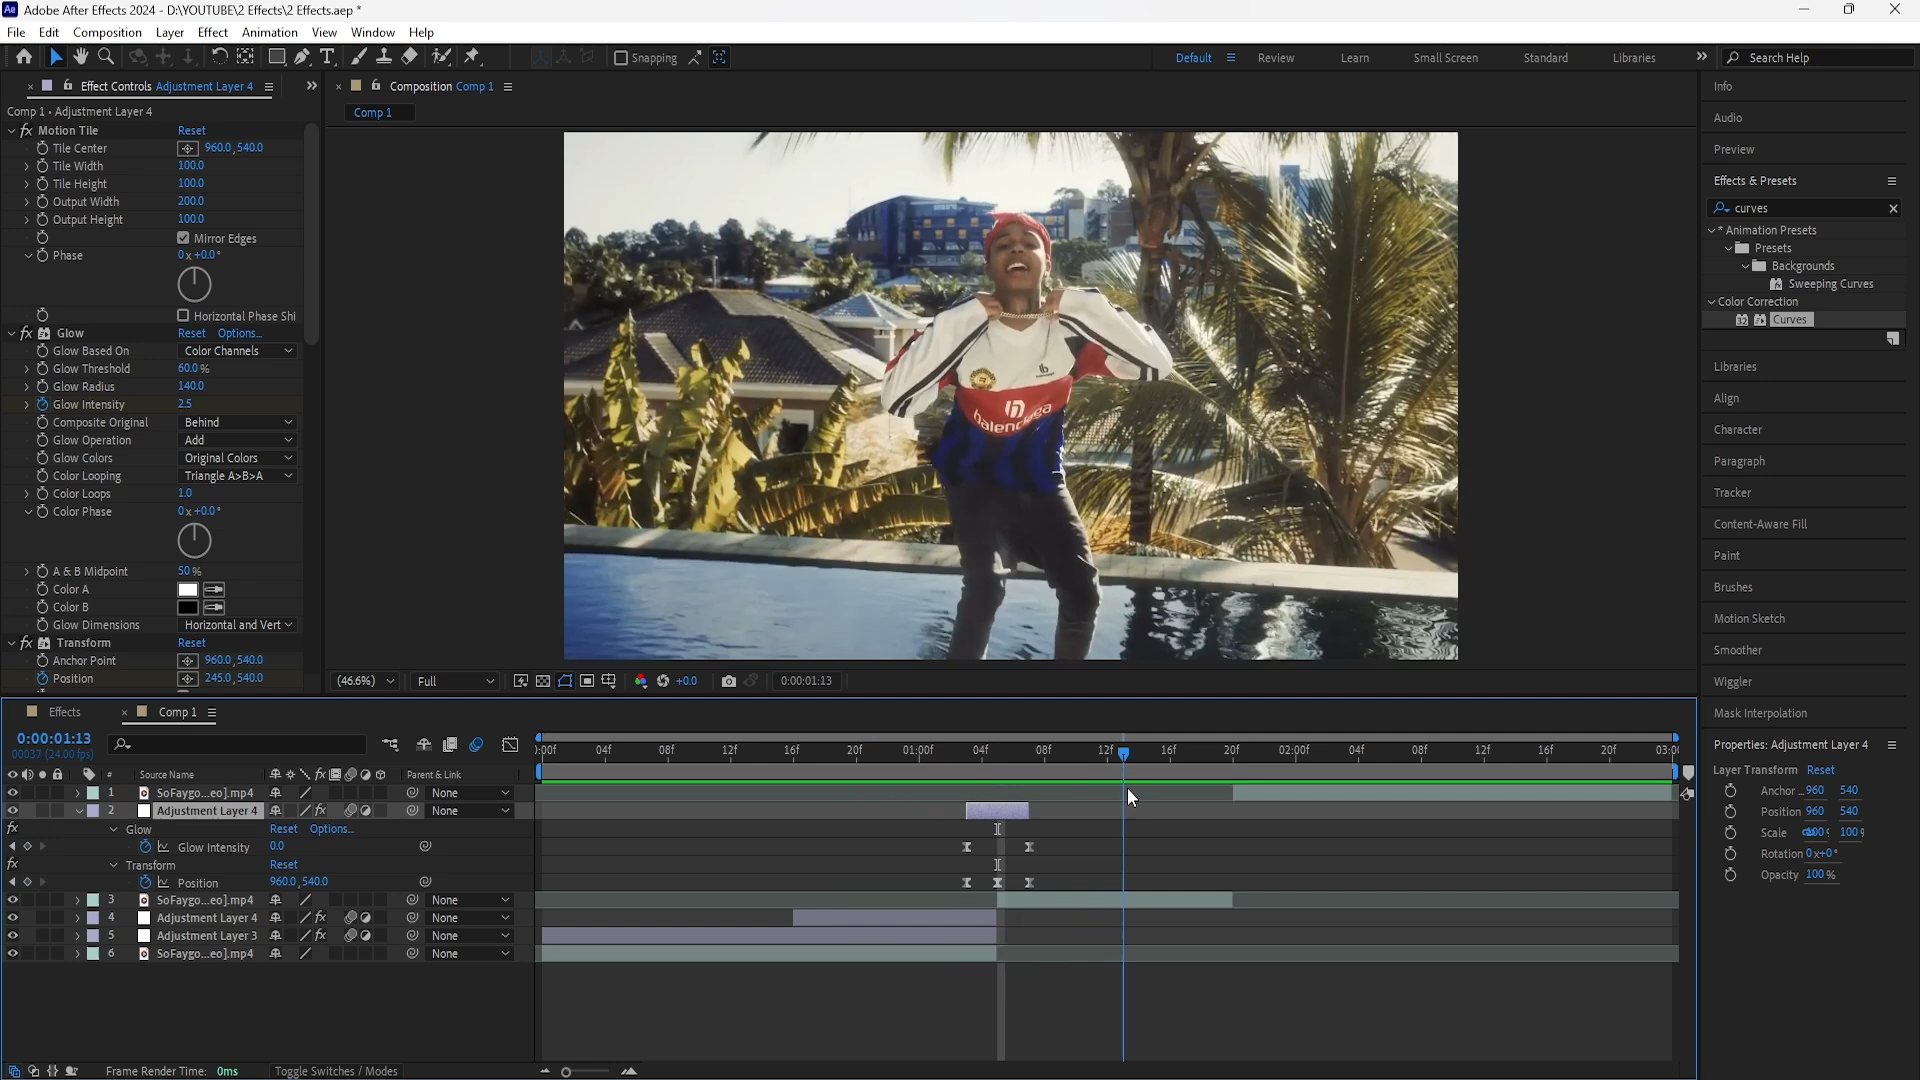 Adobe After Effects 2024 - D:\YOUTUBE\2 Effects\2 Effects.aep *
File Edit Composition Layer Effect Animation View Window Help
Snapping Default Review Learn Small Screen Standard Libraries Search Help
Effect Controls Adjustment Layer 4
Comp 1 • Adjustment Layer 4
Motion Tile Reset
Tile Center 960.0, 540.0
Tile Width 100.0
Tile Height 100.0
Output Width 200.0
Output Height 100.0
Mirror Edges
Phase 0 x +0.0°
Horizontal Phase Shi
Glow Reset Options...
Glow Based On Color Channels
Glow Threshold 60.0 %
Glow Radius 140.0
Glow Intensity 2.5
Composite Original Behind
Glow Operation Add
Glow Colors Original Colors
Color Looping Triangle A>B>A
Color Loops 1.0
Color Phase 0 x +0.0°
A & B Midpoint 50 %
Color A
Color B
Glow Dimensions Horizontal and Vert
Transform Reset
Anchor Point 960.0, 540.0
Position 245.0, 540.0
Composition Comp 1
Comp 1
balenciaga
(46.6%) Full +0.0 0:00:01:13
Info
Audio
Preview
Effects & Presets
curves
* Animation Presets
Presets
Backgrounds
Sweeping Curves
Color Correction
32 Curves
Libraries
Align
Character
Paragraph
Tracker
Content-Aware Fill
Paint
Brushes
Motion Sketch
Smoother
Wiggler
Mask Interpolation
Properties: Adjustment Layer 4
Layer Transform Reset
Anchor ... 960 540
Position 960 540
Scale 100 100
Rotation 0 x +0°
Opacity 100 %
Effects Comp 1
0:00:01:13
00037 (24.00 fps)
:00f 04f 08f 12f 16f 20f 01:00f 04f 08f 12f 16f 20f 02:00f 04f 08f 12f 16f 20f 03:0
# Source Name Parent & Link
1 SoFaygo...eo].mp4 None
2 Adjustment Layer 4 None
Glow Reset Options...
Glow Intensity 0.0
Transform Reset
Position 960.0, 540.0
3 SoFaygo...eo].mp4 None
4 Adjustment Layer 4 None
5 Adjustment Layer 3 None
6 SoFaygo...eo].mp4 None
Frame Render Time: 0ms Toggle Switches / Modes